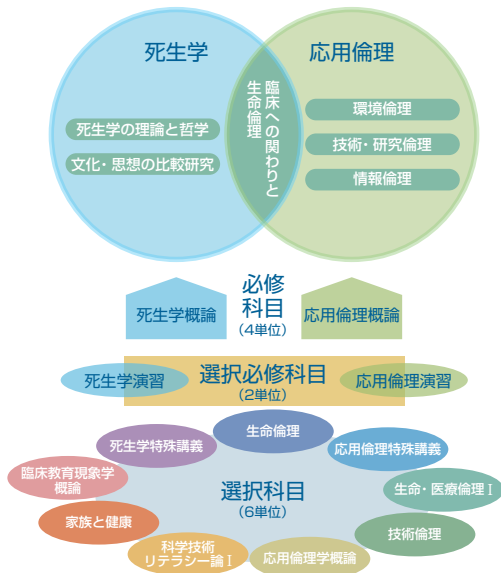 死生学
応用倫理
臨床への関わりと
生命倫理
死生学の理論と哲学
文化・思想の比較研究
環境倫理
技術・研究倫理
情報倫理
必修
科目
(4単位)
死生学概論
応用倫理概論
死生学演習
選択必修科目
(2単位)
応用倫理演習
生命倫理
死生学特殊講義
応用倫理特殊講義
臨床教育現象学
概論
選択科目
(6単位)
生命・医療倫理Ⅰ
家族と健康
技術倫理
科学技術
リテラシー論Ⅰ
応用倫理学概論